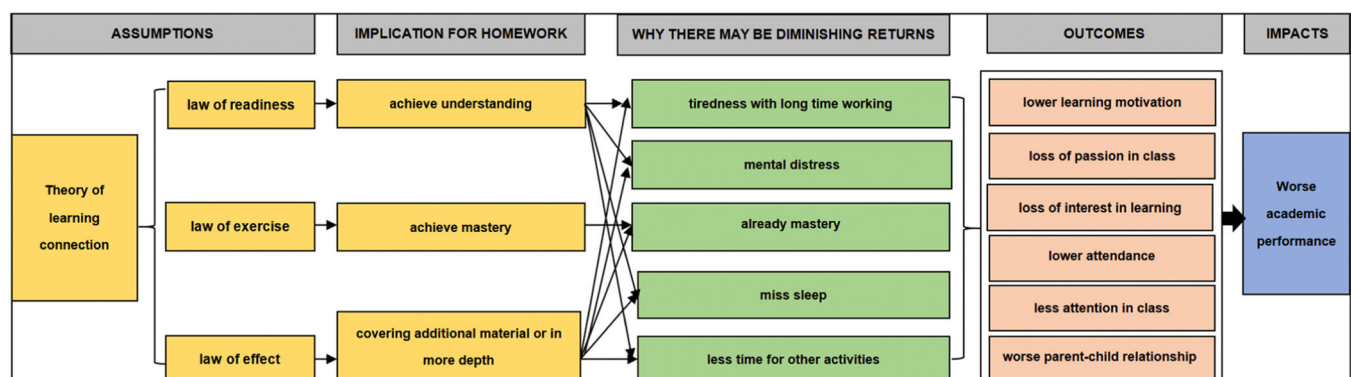 ASSUMPTIONS
IMPLICATION FOR HOMEWORK
WHY THERE MAY BE DIMINISHING RETURNS
OUTCOMES
IMPACTS
Theory of
learning
connection
law of readiness
law of exercise
law of effect
achieve understanding
achieve mastery
covering additional material or in
more depth
tiredness with long time working
mental distress
already mastery
miss sleep
less time for other activities
lower learning motivation
loss of passion in class
loss of interest in learning
lower attendance
less attention in class
worse parent-child relationship
Worse
academic
performance